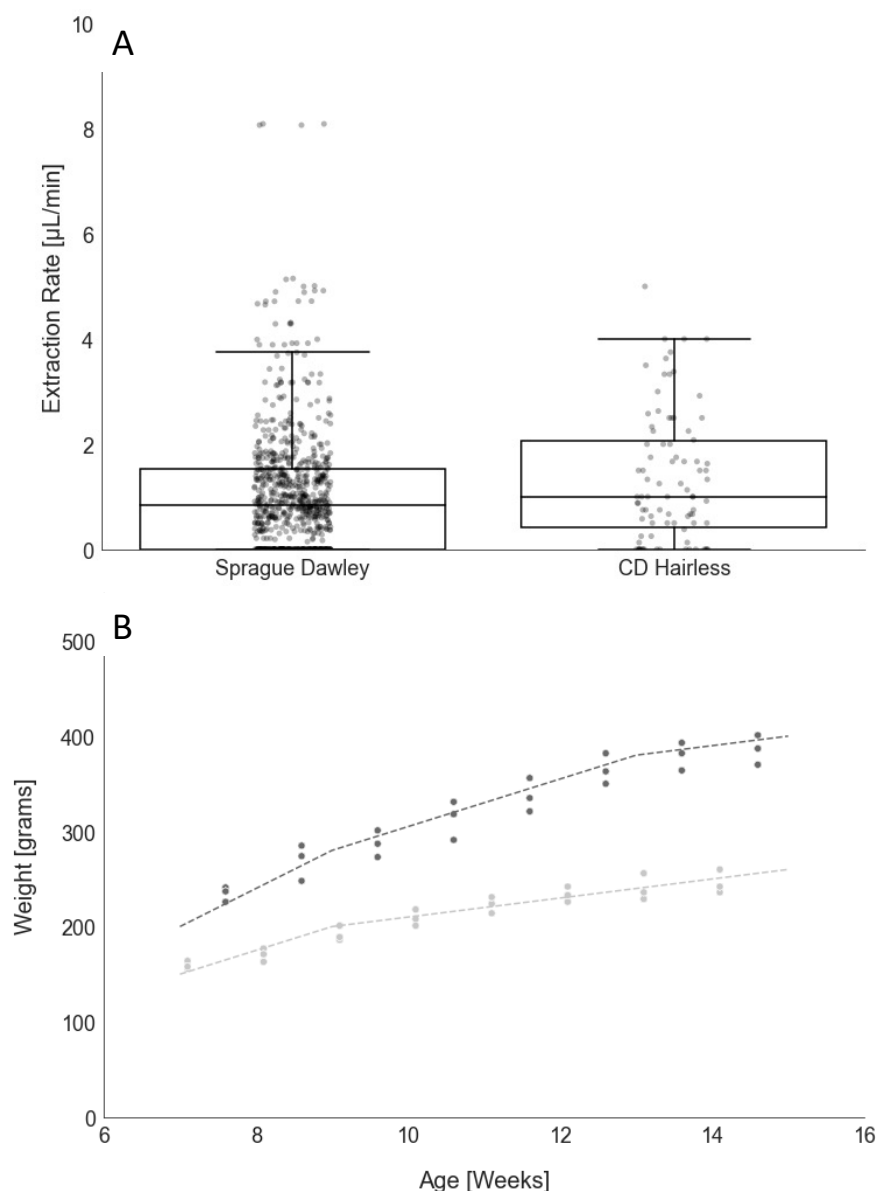 A
10
8
6
4
2
0
Extraction Rate [µL/min]
Sprague Dawley
CD Hairless
B
500
400
300
200
100
0
Weight [grams]
6
8
10
12
14
16
Age [Weeks]